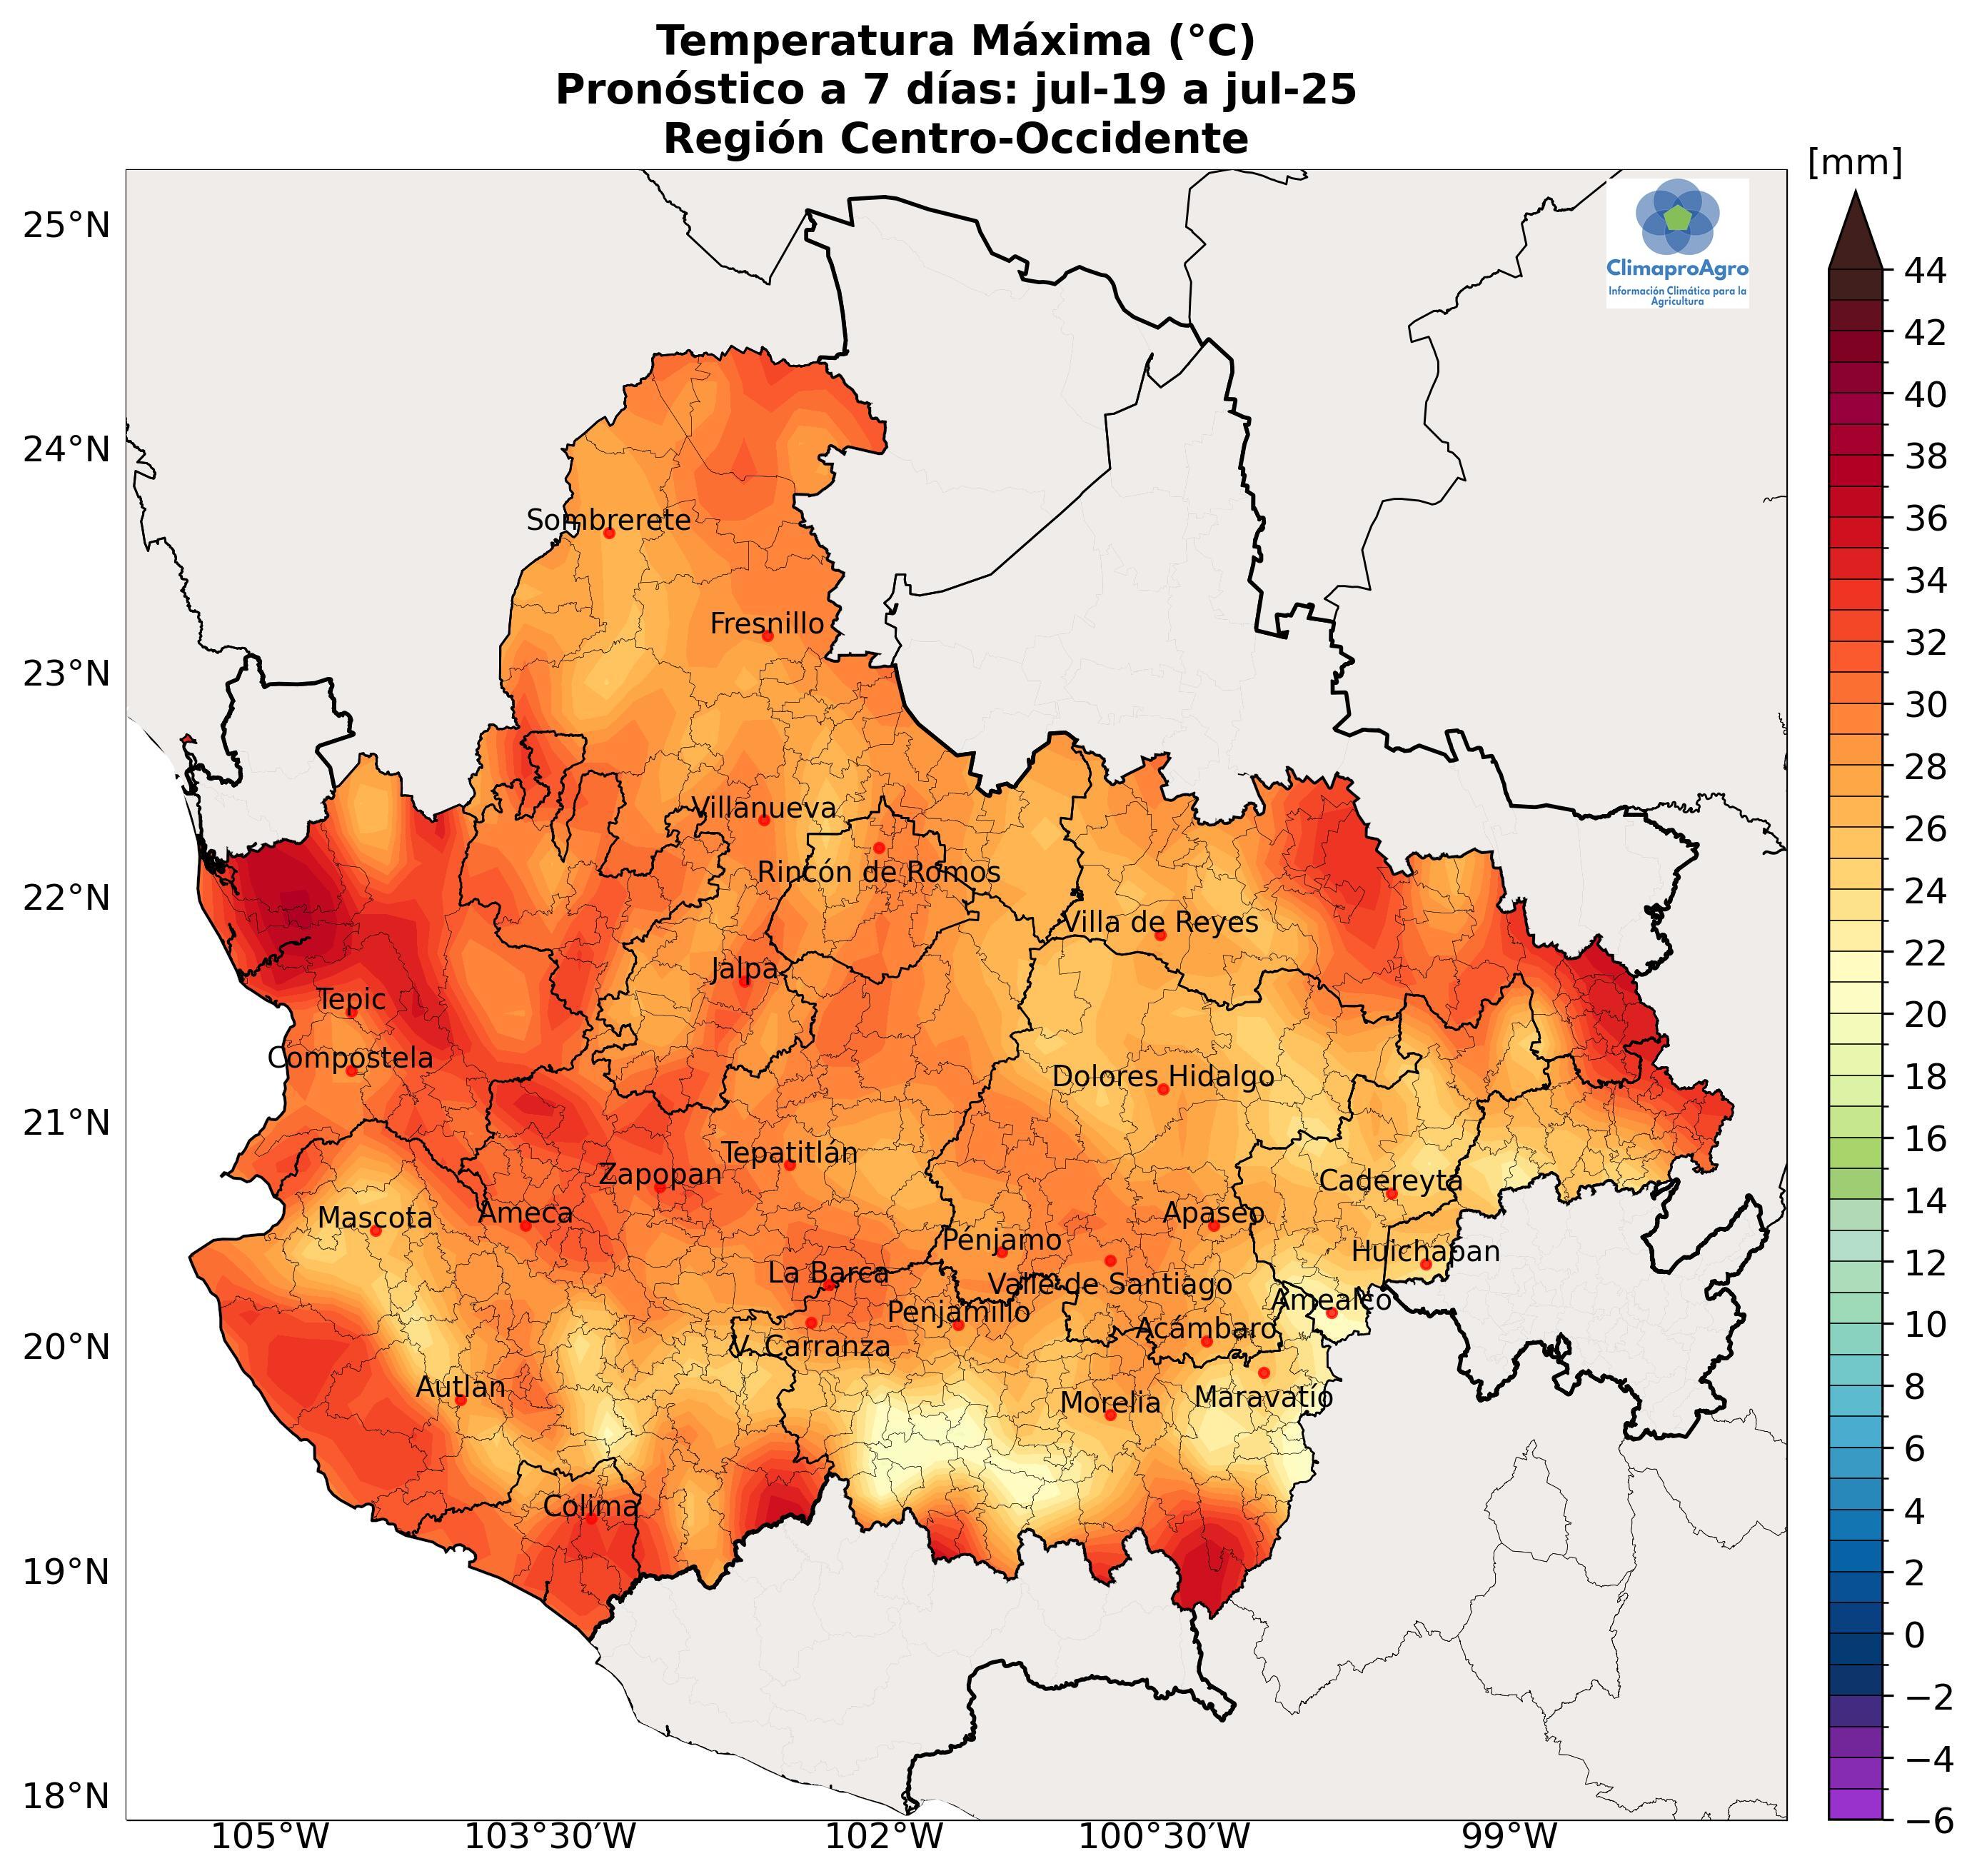 Temperatura Máxima (°C)
Pronóstico a 7 días: jul-19 a jul-25
Región Centro-Occidente
[mm]
ClimaproAgro
Información Climática para la
Agricultura
25°N
24°N
23°N
22°N
21°N
20°N
19°N
18°N
105°W
103°30′W
102°W
100°30′W
99°W
Sombrerete
Fresnillo
Villanueva
Rincón de Romos
Villa de Reyes
Jalpa
Tepic
Compostela
Dolores Hidalgo
Tepatitlán
Zapopan
Cadereyta
Mascota
Ameca
Apaseo
Pénjamo
Huichapan
La Barca
Valle de Santiago
Amealco
Penjamillo
Acámbaro
V. Carranza
Autlan
Morelia
Maravatío
Colima
44
42
40
38
36
34
32
30
28
26
24
22
20
18
16
14
12
10
8
6
4
2
0
−2
−4
−6